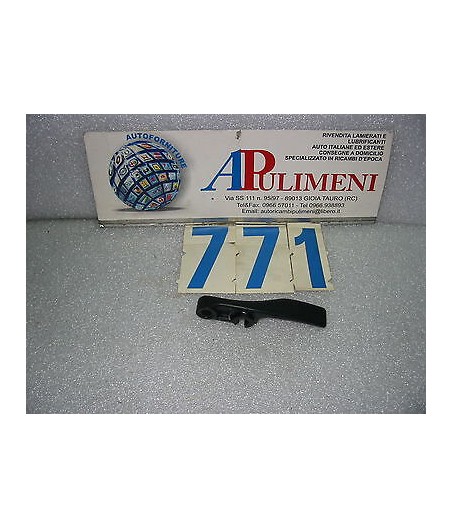 AUTOFORNITURE
RIVENDITA LAMIERATI E
LUBRIFICANTI
AUTO ITALIANE ED ESTERE
CONSEGNE A DOMICILIO
SPECIALIZZATO IN RICAMBI D'EPOCA
APULIMENI
Via SS 111 n. 95/97 - 89013 GIOIA TAURO (RC)
Tel&Fax: 0966 57011 - Tel 0966 938893
Email: autoricambipulimeni@libero.it
771